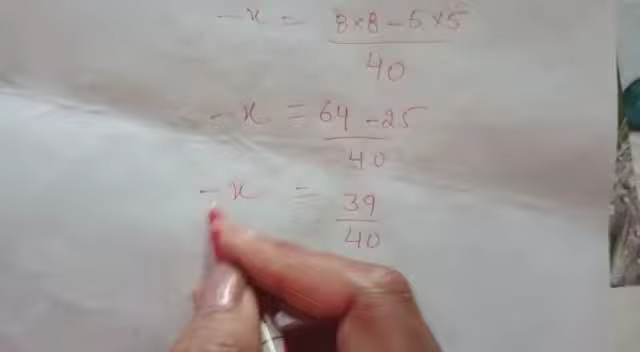 -x = 8×8-5×5/40
-x = 64-25/40
-x = 39/40